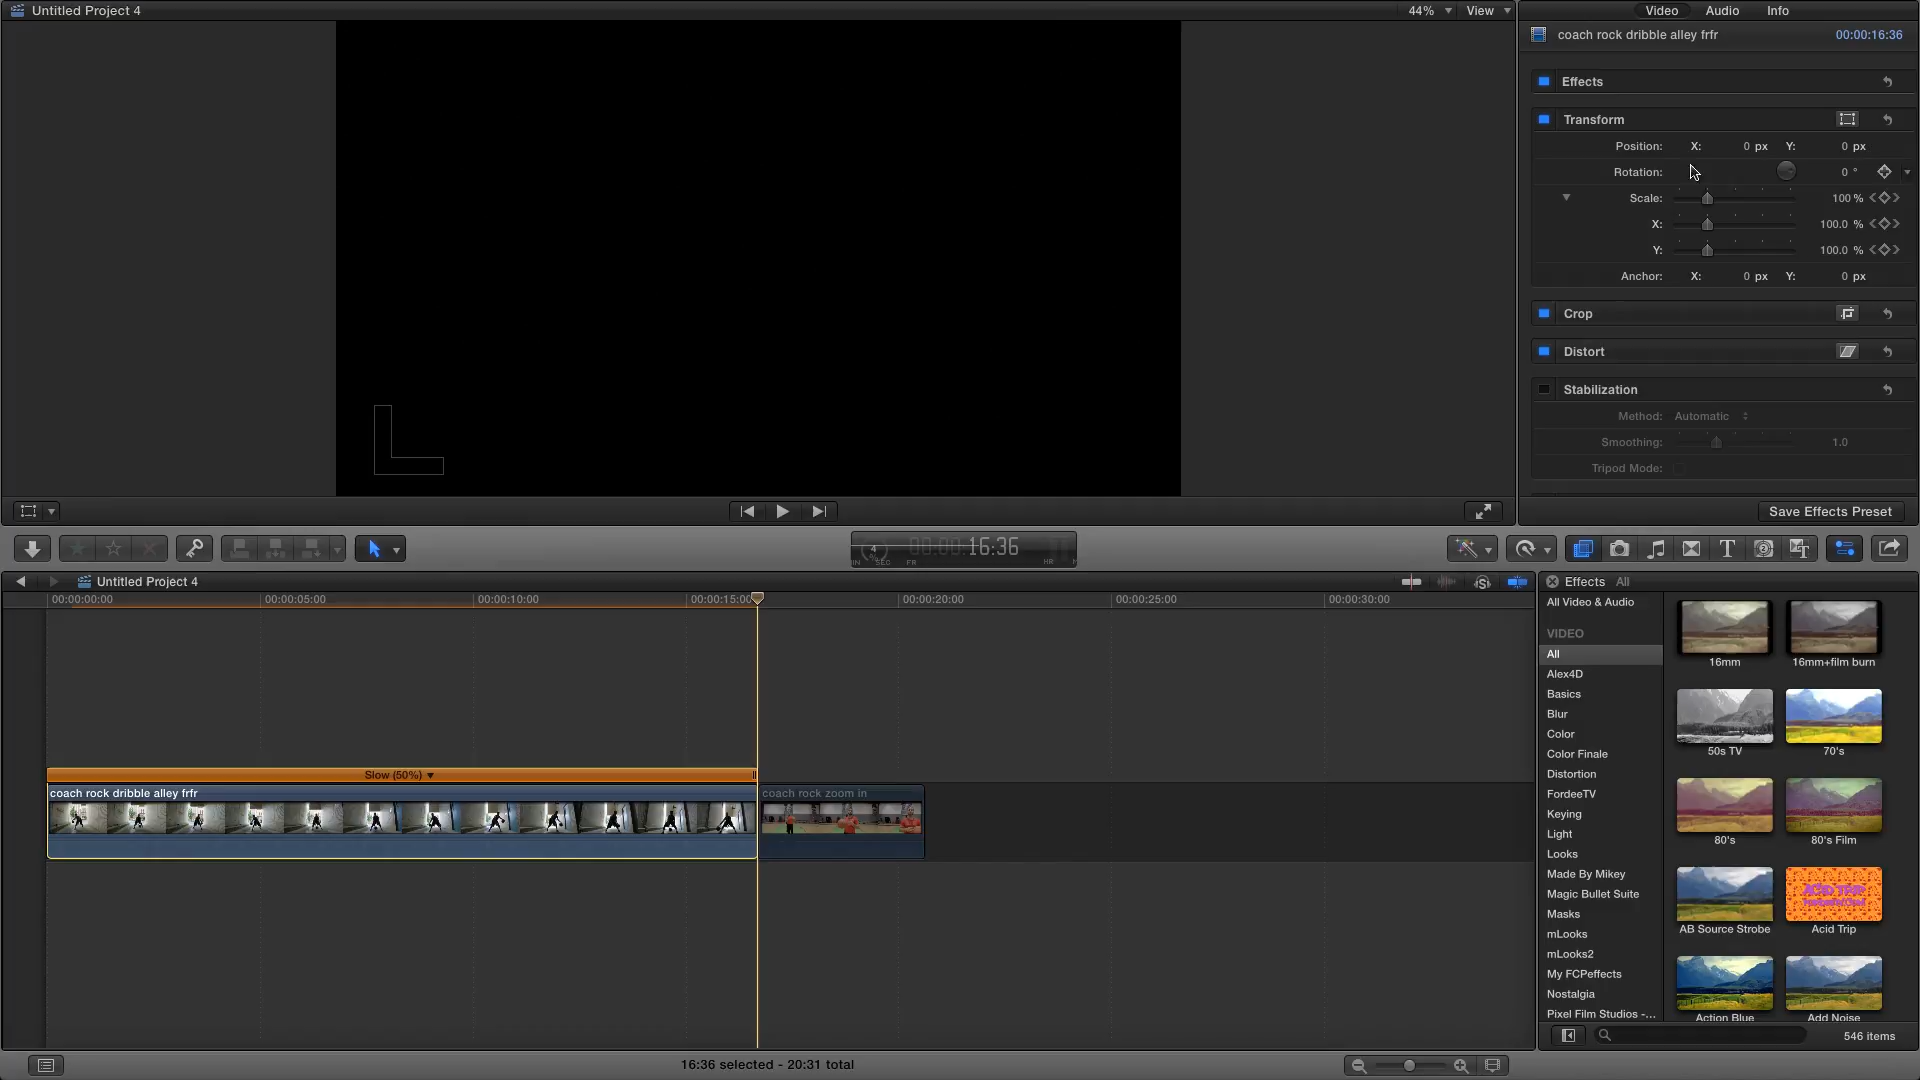 Untitled Project 4
44%
View
Video
Audio
Info
coach rock dribble alley frfr
00:00:16:36
Effects
Transform
Position: X: 0 px Y: 0 px
Rotation: 0 °
Scale: 100 %
X: 100.0 %
Y: 100.0 %
Anchor: X: 0 px Y: 0 px
Crop
Distort
Stabilization
Method: Automatic
Smoothing: 1.0
Tripod Mode:
Save Effects Preset
00:00:16:36
Untitled Project 4
00:00:00:00
00:00:05:00
00:00:10:00
00:00:15:00
00:00:20:00
00:00:25:00
00:00:30:00
Slow (50%)
coach rock dribble alley frfr
coach rock zoom in
Effects All
All Video & Audio
VIDEO
All
Alex4D
Basics
Blur
Color
Color Finale
Distortion
FordeeTV
Keying
Light
Looks
Made By Mikey
Magic Bullet Suite
Masks
mLooks
mLooks2
My FCPeffects
Nostalgia
Pixel Film Studios -...
16mm
16mm+film burn
50s TV
70's
80's
80's Film
AB Source Strobe
Acid Trip
Action Blue
Add Noise
546 items
16:36 selected - 20:31 total